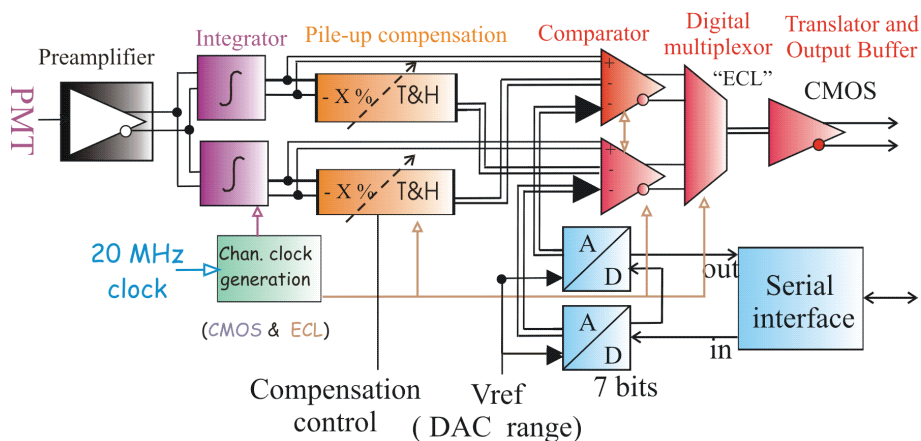 Preamplifier
Integrator
Pile-up compensation
Comparator
Digital
multiplexor
"ECL"
Translator and
Output Buffer
CMOS
PMT
∫
- X % T&H
+
-
-
∫
- X % T&H
+
-
-
20 MHz
clock
Chan. clock
generation
(CMOS & ECL)
A
D
out
Serial
interface
A
D
in
7 bits
Compensation
control
Vref
( DAC range)